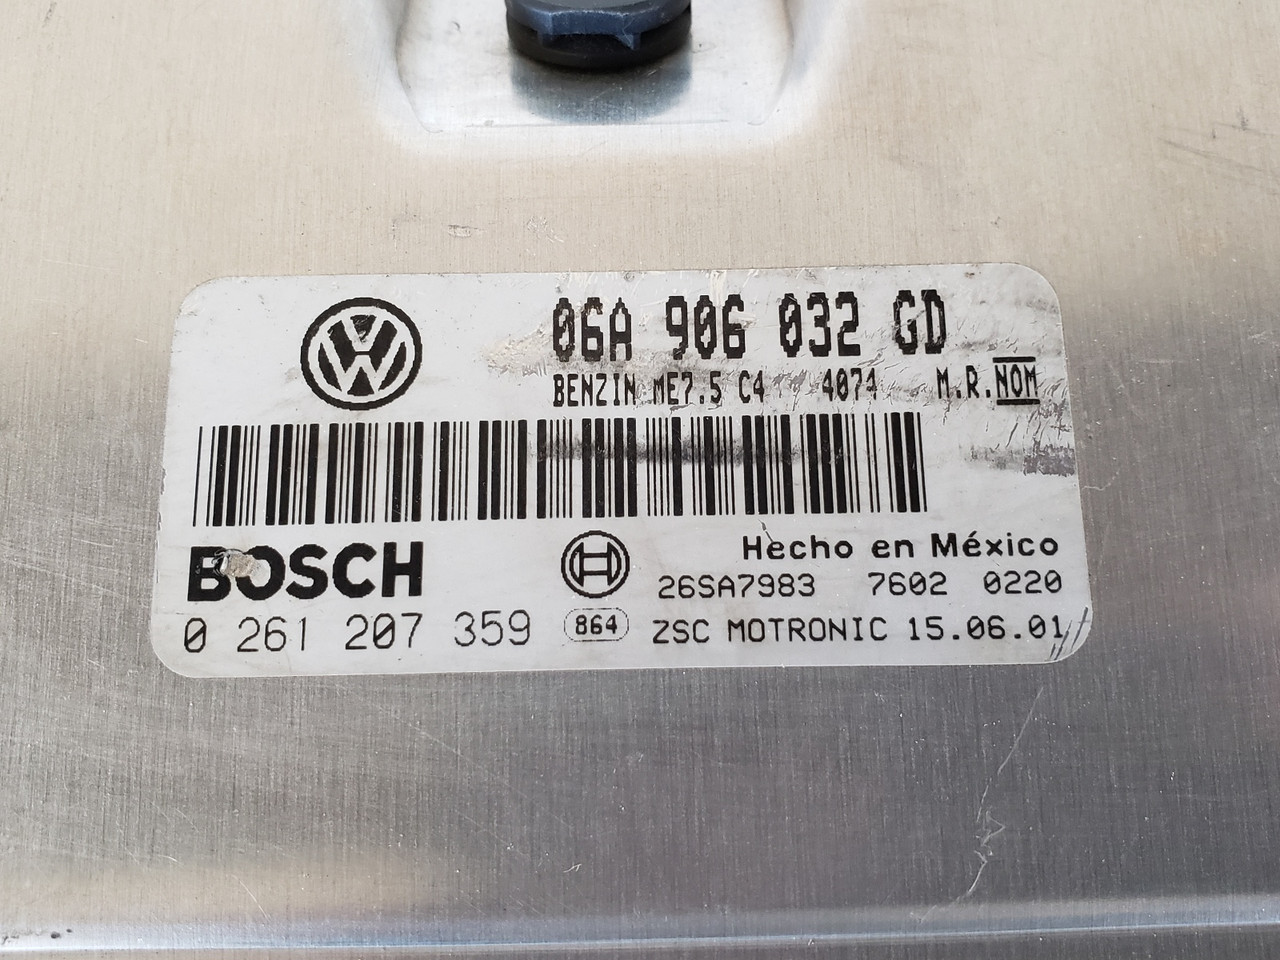 06A 906 032 GD
BENZIN ME7.5 C4 4074 M.R.NOM
BOSCH
Hecho en México
26SA7983 7602 0220
0 261 207 359 864 ZSC MOTRONIC 15.06.01